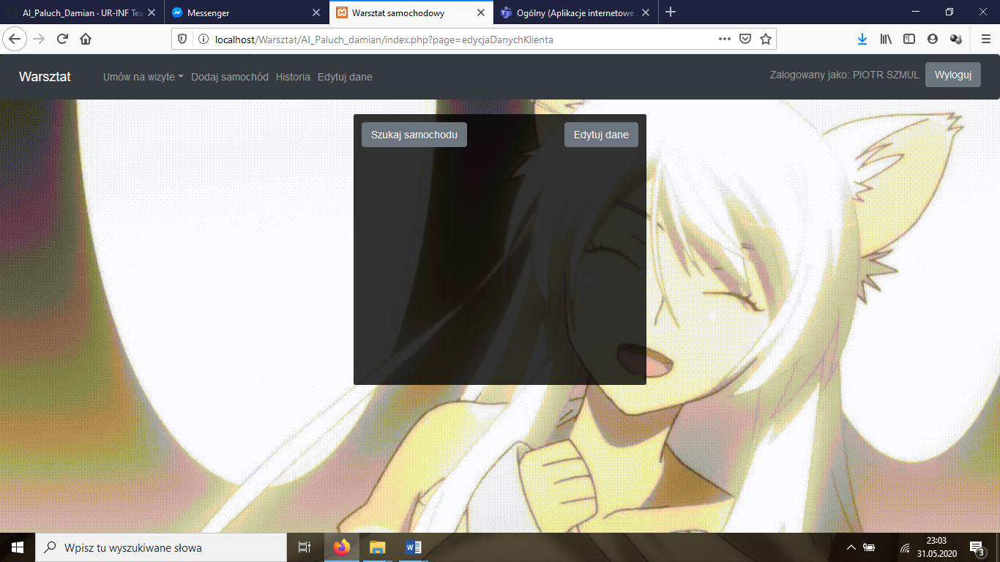 AI_Paluch_Damian · UR-INF Tea
Messenger
Warsztat samochodowy
Ogólny (Aplikacje internetowe
localhost/Warsztat/AI_Paluch_damian/index.php?page=edycjaDanychKlienta
Warsztat
Umów na wizyte
Dodaj samochód
Historia
Edytuj dane
Zalogowany jako: PIOTR SZMUL
Wyloguj
Szukaj samochodu
Edytuj dane
Wpisz tu wyszukiwane słowa
23:03
31.05.2020
3